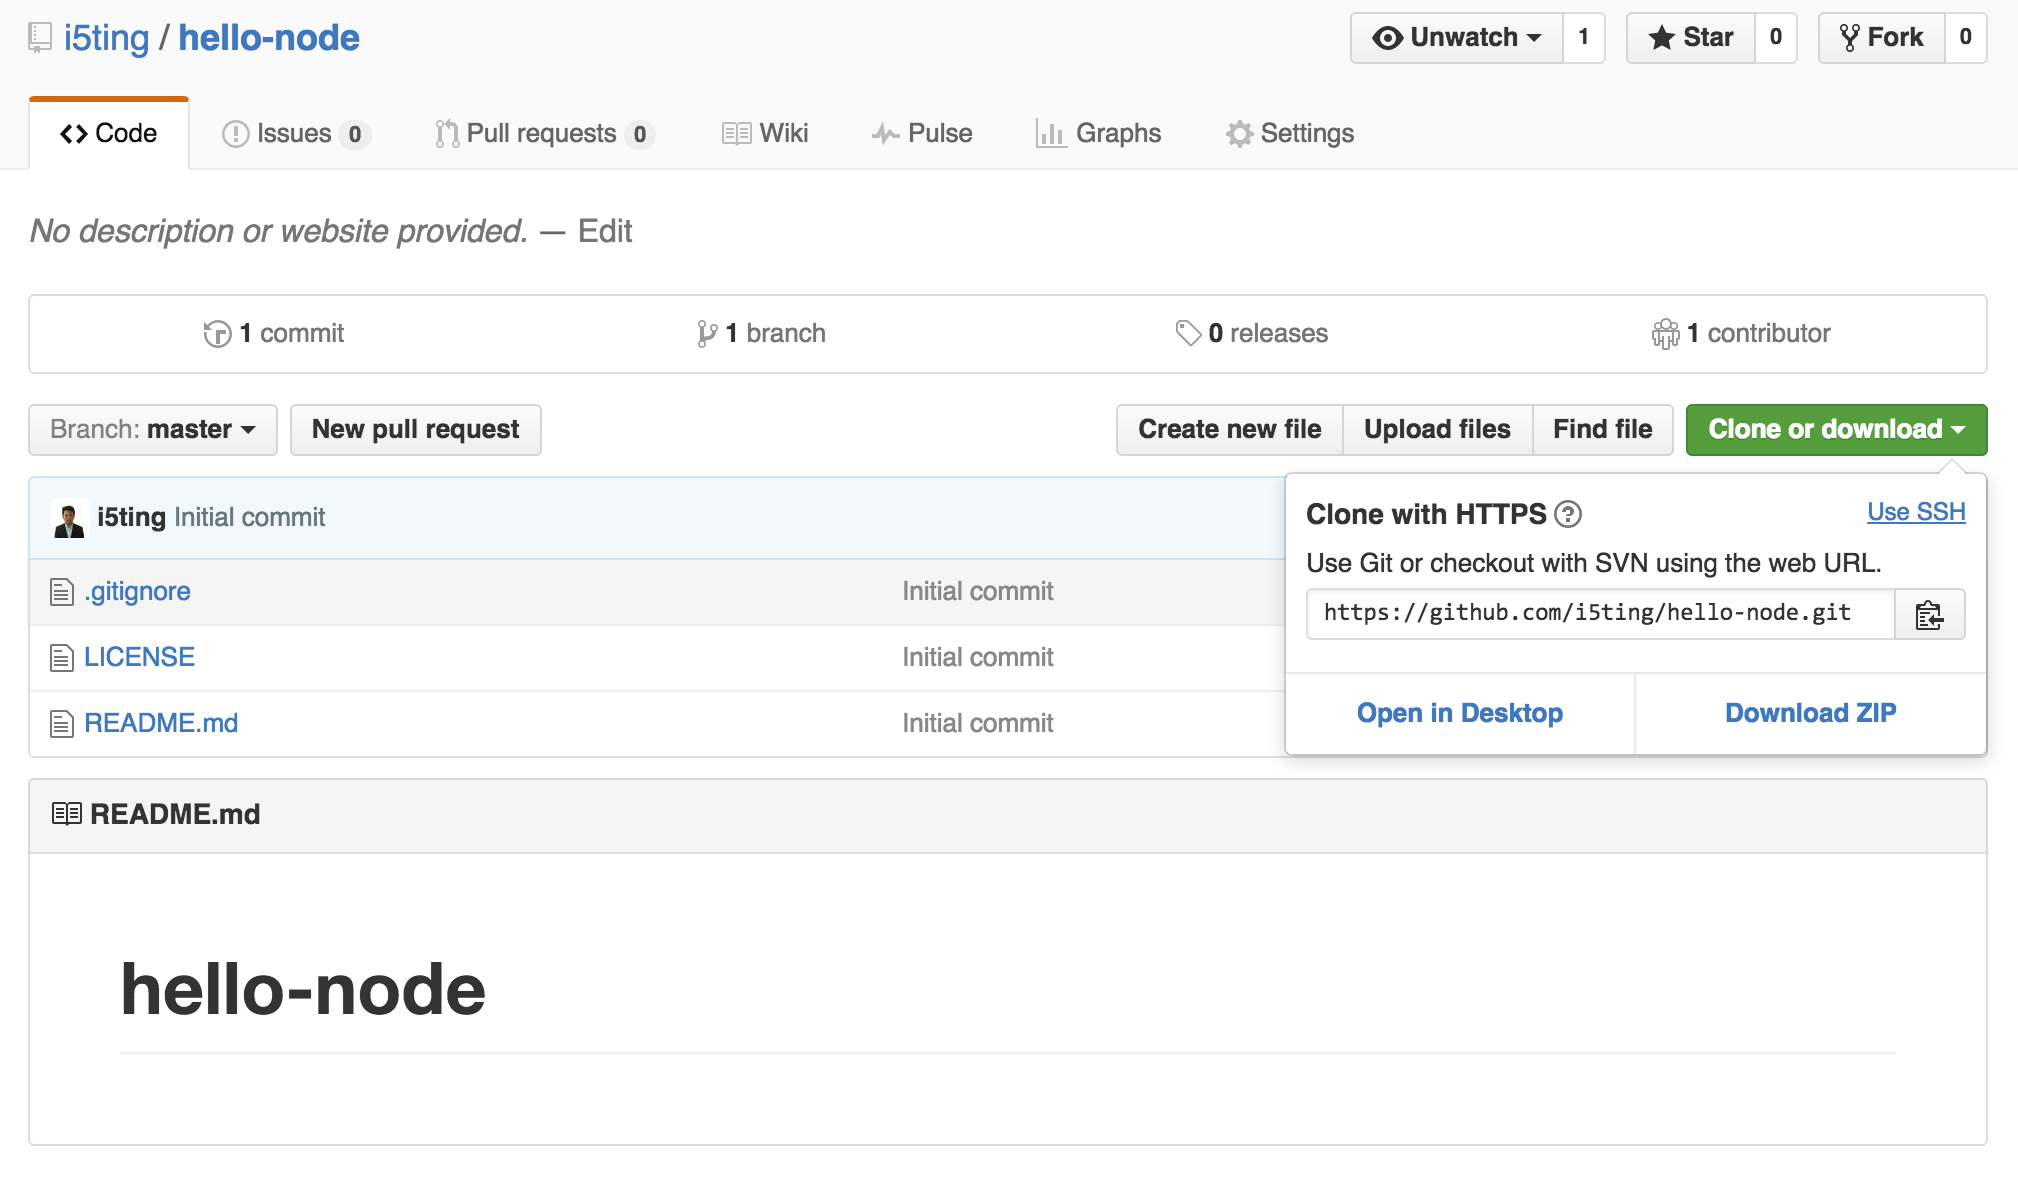 i5ting / hello-node
Unwatch 1 Star 0 Fork 0
Code Issues 0 Pull requests 0 Wiki Pulse Graphs Settings
No description or website provided. — Edit
1 commit 1 branch 0 releases 1 contributor
Branch: master New pull request Create new file Upload files Find file Clone or download
i5ting Initial commit
.gitignore Initial commit
LICENSE Initial commit
README.md Initial commit
Clone with HTTPS ? Use SSH
Use Git or checkout with SVN using the web URL.
https://github.com/i5ting/hello-node.git
Open in Desktop Download ZIP
README.md
hello-node